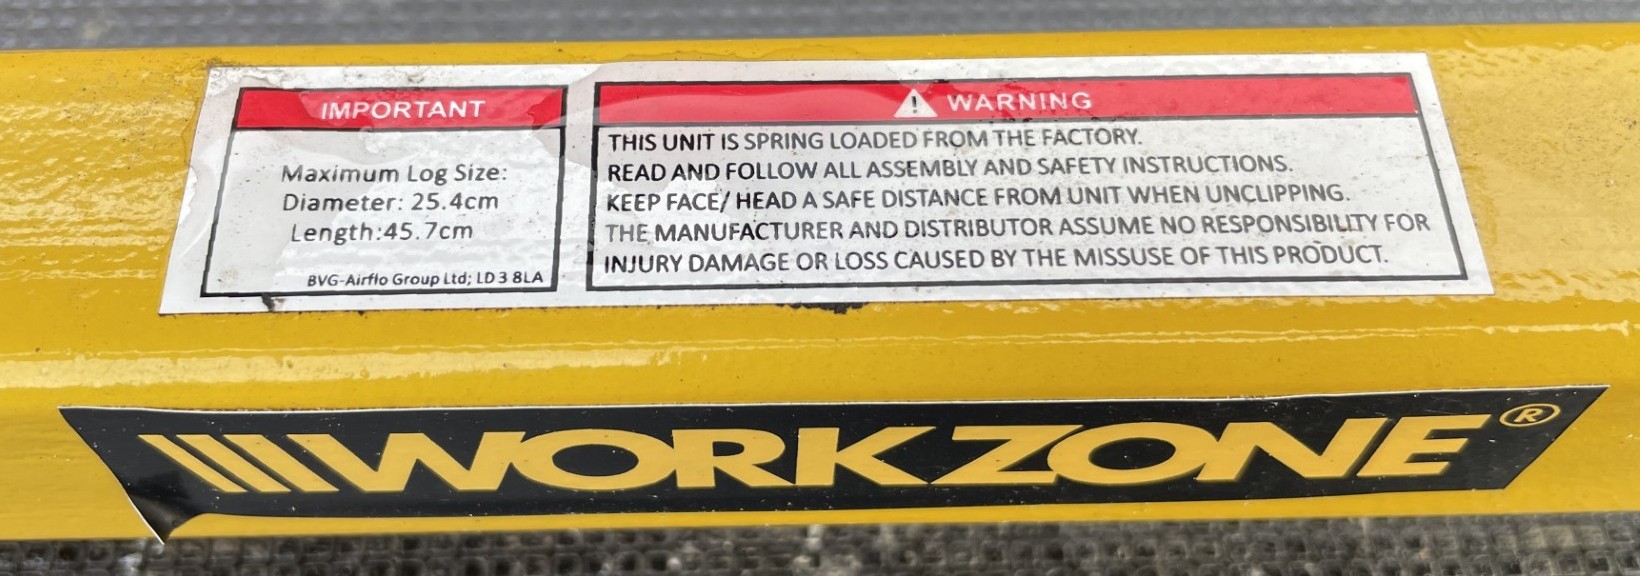 IMPORTANT
Maximum Log Size:
Diameter: 25.4cm
Length:45.7cm
BVG-Airflo Group Ltd; LD3 8LA
WARNING
THIS UNIT IS SPRING LOADED FROM THE FACTORY.
READ AND FOLLOW ALL ASSEMBLY AND SAFETY INSTRUCTIONS.
KEEP FACE/ HEAD A SAFE DISTANCE FROM UNIT WHEN UNCLIPPING.
THE MANUFACTURER AND DISTRIBUTOR ASSUME NO RESPONSIBILITY FOR
INJURY DAMAGE OR LOSS CAUSED BY THE MISSUSE OF THIS PRODUCT.
WORKZONE®